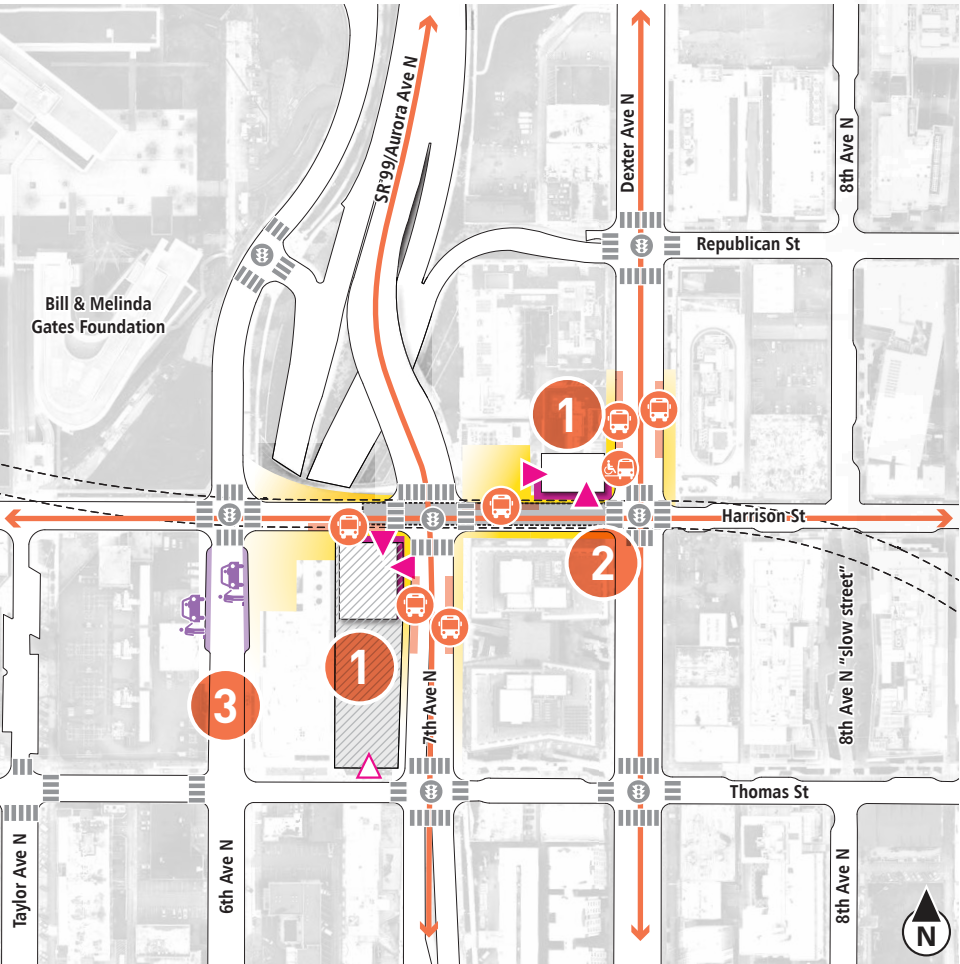 SR 99/Aurora Ave N
Dexter Ave N
8th Ave N
Republican St
Bill & Melinda
Gates Foundation
1
Harrison St
2
1
3
7th Ave N
8th Ave N "slow street"
Thomas St
Taylor Ave N
6th Ave N
8th Ave N
N